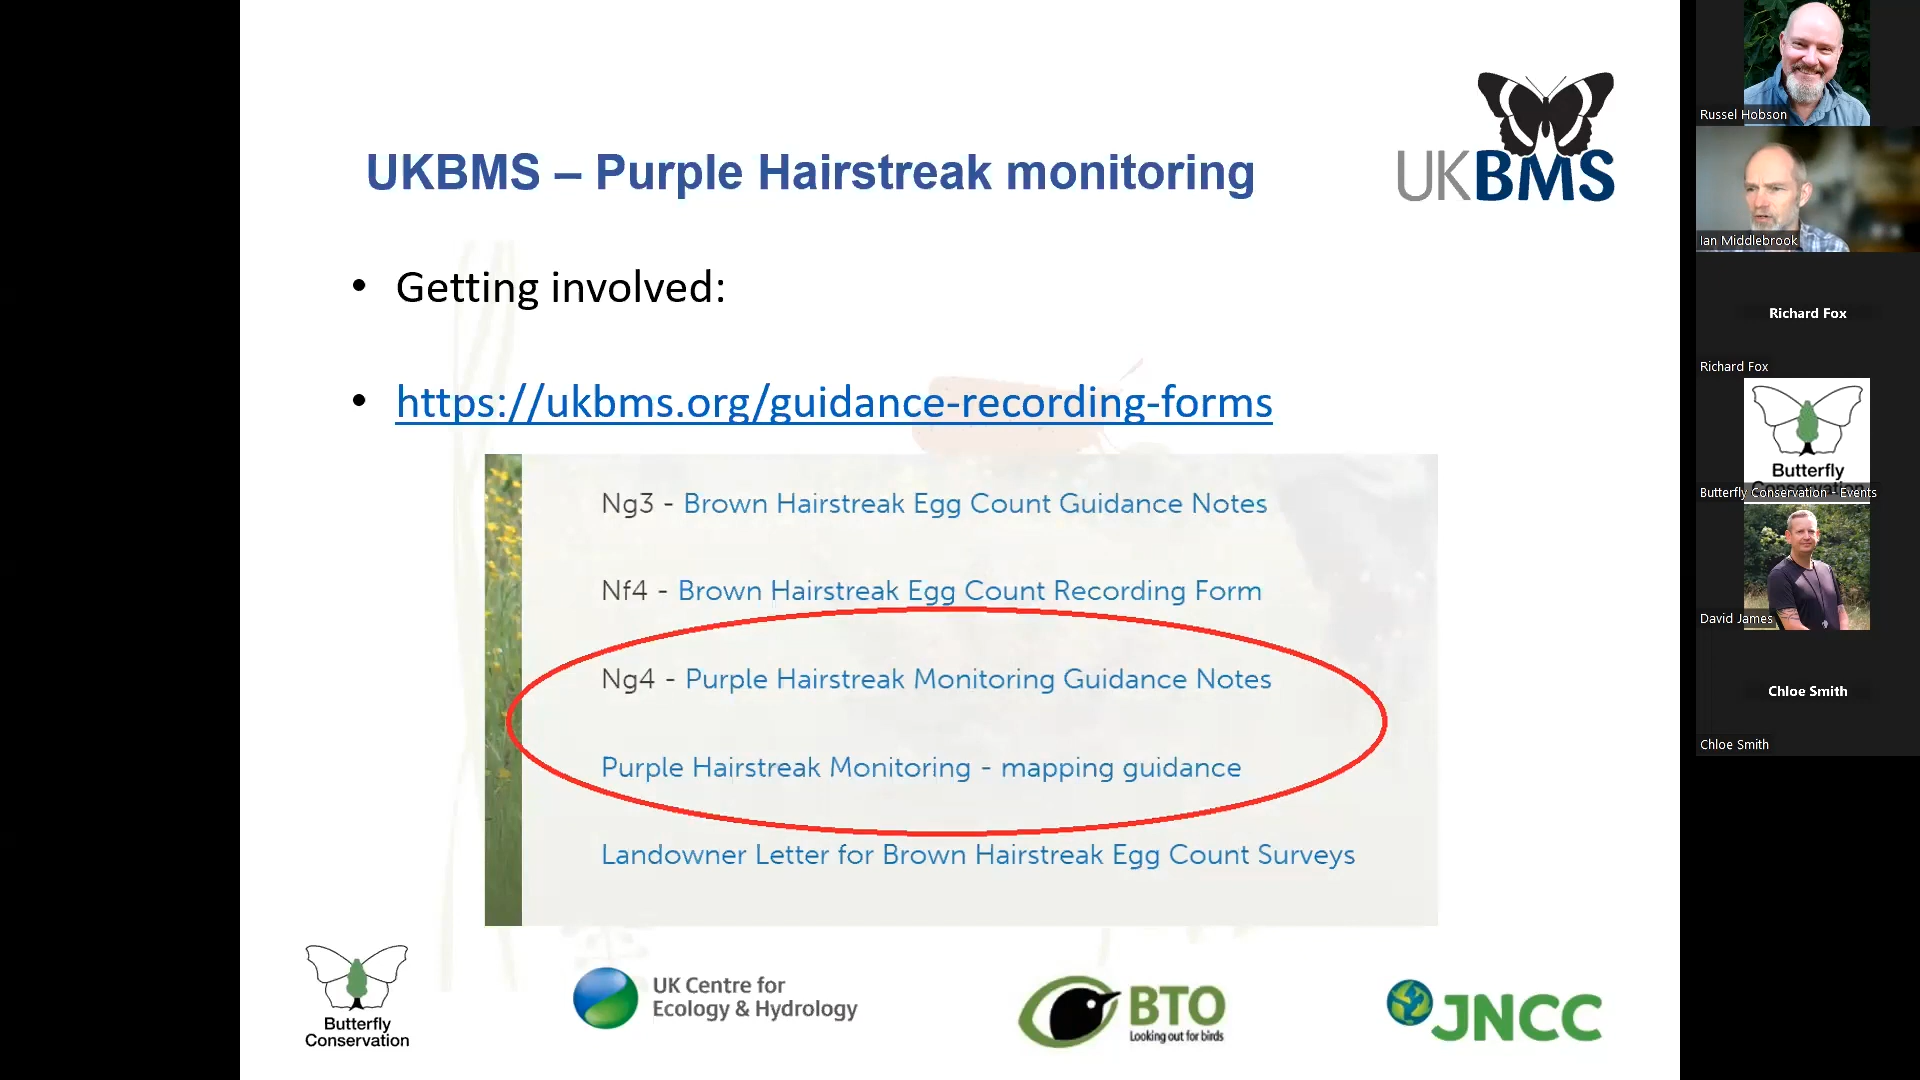 UKBMS – Purple Hairstreak monitoring
UKBMS
• Getting involved:
• https://ukbms.org/guidance-recording-forms
Ng3 - Brown Hairstreak Egg Count Guidance Notes
Nf4 - Brown Hairstreak Egg Count Recording Form
Ng4 - Purple Hairstreak Monitoring Guidance Notes
Purple Hairstreak Monitoring - mapping guidance
Landowner Letter for Brown Hairstreak Egg Count Surveys
Butterfly
Conservation
UK Centre for
Ecology & Hydrology
BTO
Looking out for birds
JNCC
Russel Hobson
Ian Middlebrook
Richard Fox
Richard Fox
Butterfly
Conservation
Butterfly Conservation - Events
David James
Chloe Smith
Chloe Smith